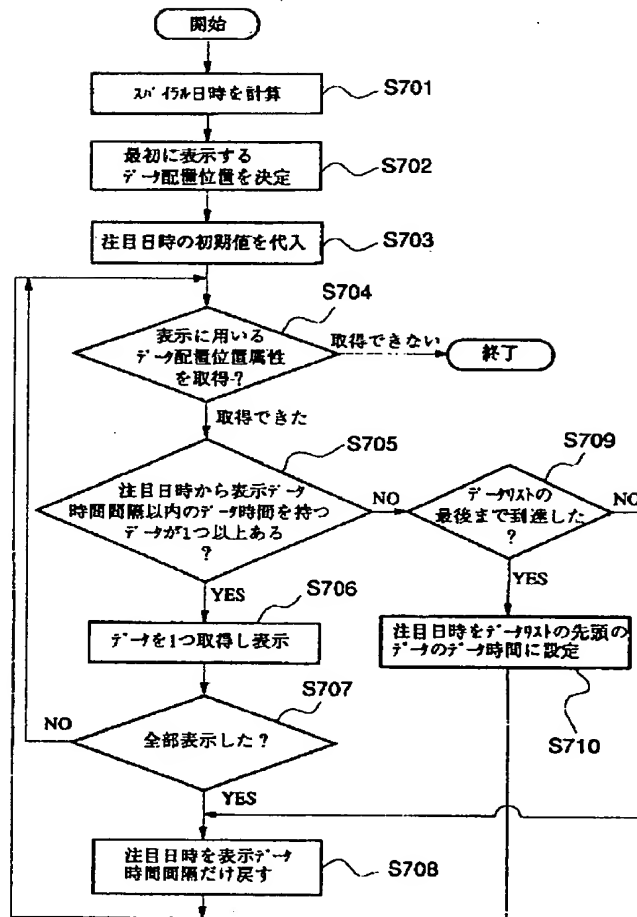 開始
スパイラル日時を計算
S701
最初に表示する
データ配置位置を決定
S702
注目日時の初期値を代入
S703
S704
表示に用いる
データ配置位置属性
を取得?
取得できない
終了
取得できた
S705
注目日時から表示データ
時間間隔以内のデータ時間を持つ
データが1つ以上ある
?
NO
S709
データリストの
最後まで到達した
?
NO
YES
S706
データを1つ取得し表示
YES
注目日時をデータリストの先頭の
データのデータ時間に設定
S710
S707
全部表示した?
NO
YES
注目日時を表示データ
時間間隔だけ戻す
S708